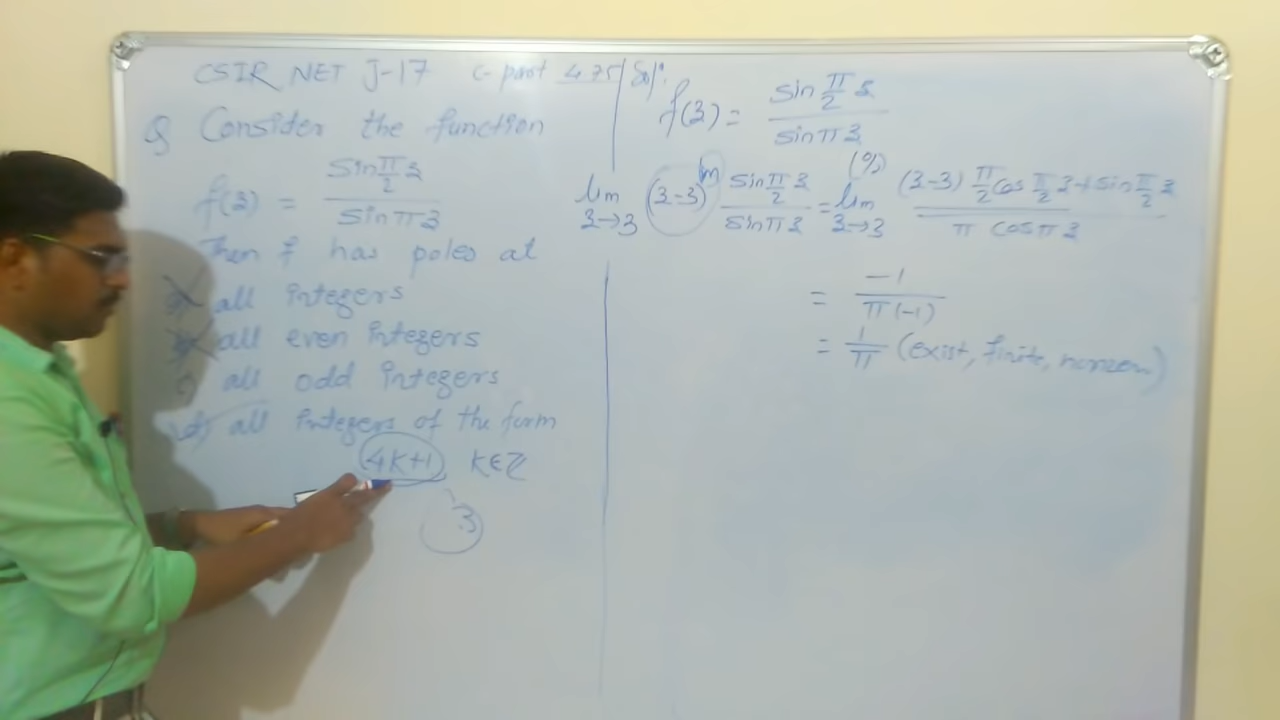 CSIR NET J-17 C-part 4.75
Q Consider the function
f(z) = sin π/2 z / sin πz
Then f has poles at
a) all integers
b) all even integers
c) all odd integers
d) all integers of the form
4k+1, k∈ℤ
3
Solⁿ:
f(z) = sin π/2 z / sin πz
lim z→3 (z-3)^m sin π/2 z / sin πz = (0/0) lim z→3 (z-3) π/2 cos π/2 z + sin π/2 z / π cos πz
= -1 / π(-1)
= 1/π (exist, finite, nonzero)